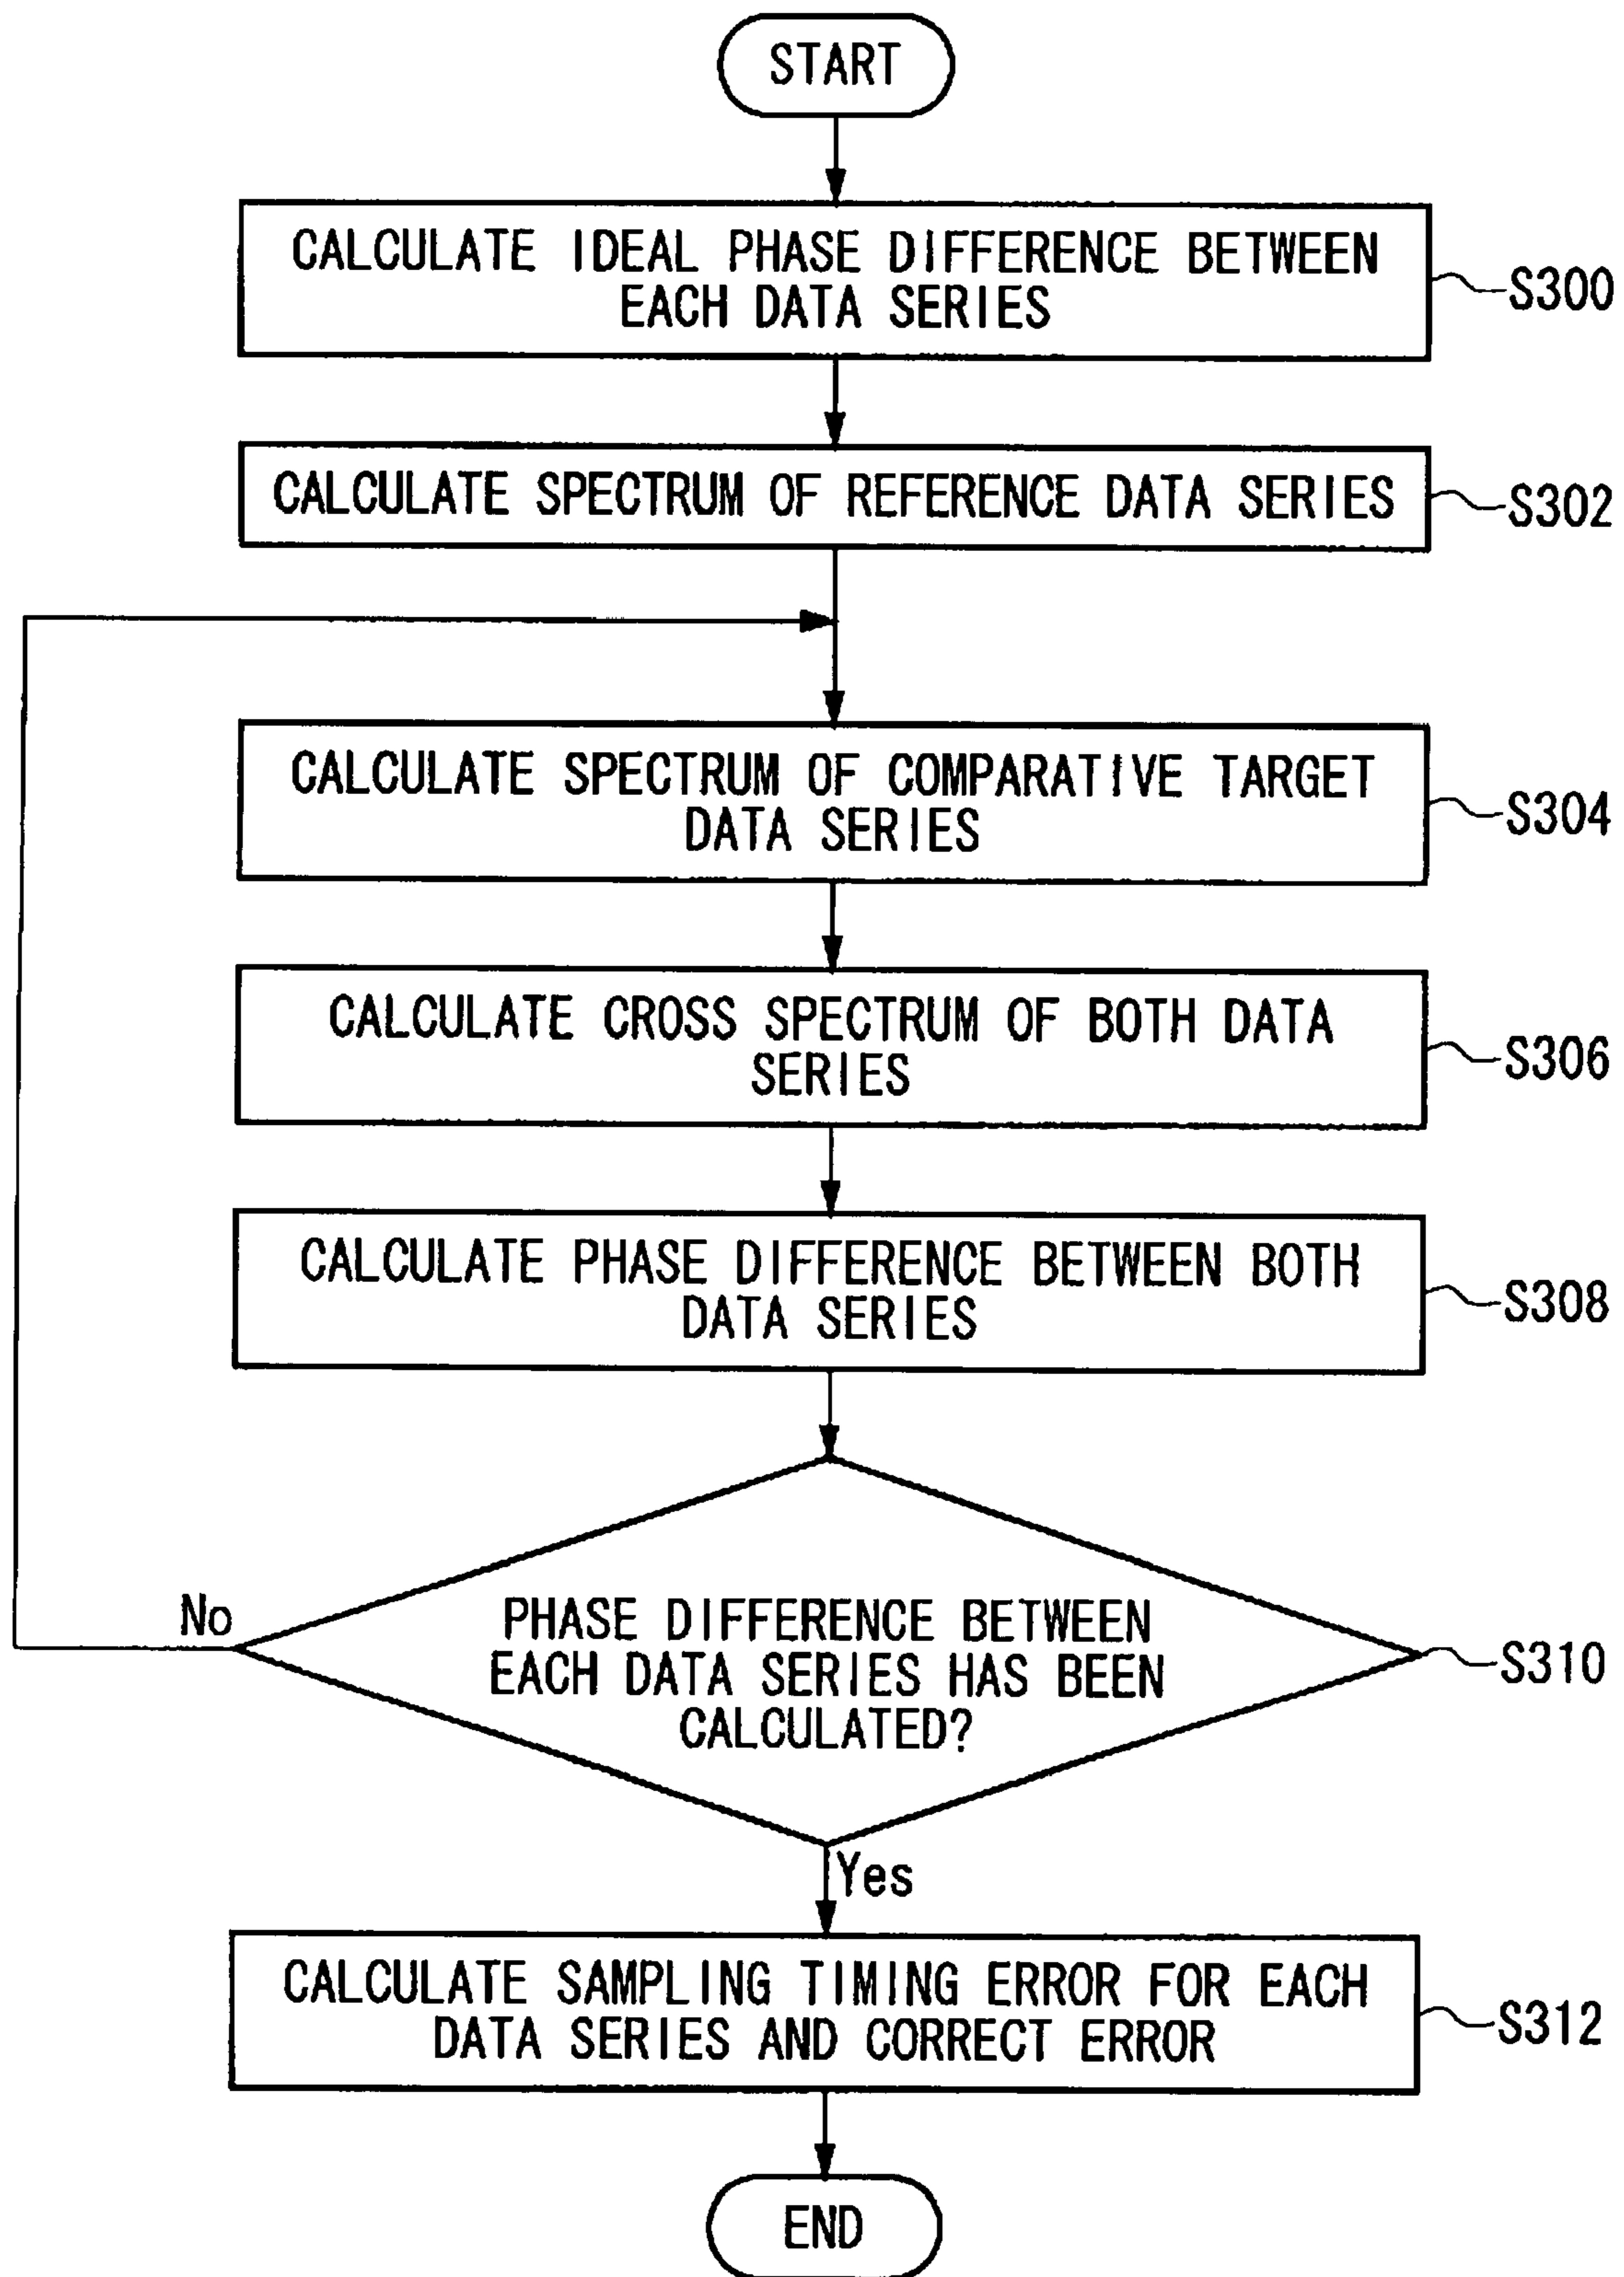 START
CALCULATE IDEAL PHASE DIFFERENCE BETWEEN
EACH DATA SERIES
S300
CALCULATE SPECTRUM OF REFERENCE DATA SERIES
S302
CALCULATE SPECTRUM OF COMPARATIVE TARGET
DATA SERIES
S304
CALCULATE CROSS SPECTRUM OF BOTH DATA
SERIES
S306
CALCULATE PHASE DIFFERENCE BETWEEN BOTH
DATA SERIES
S308
No
PHASE DIFFERENCE BETWEEN
EACH DATA SERIES HAS BEEN
CALCULATED?
S310
Yes
CALCULATE SAMPLING TIMING ERROR FOR EACH
DATA SERIES AND CORRECT ERROR
S312
END